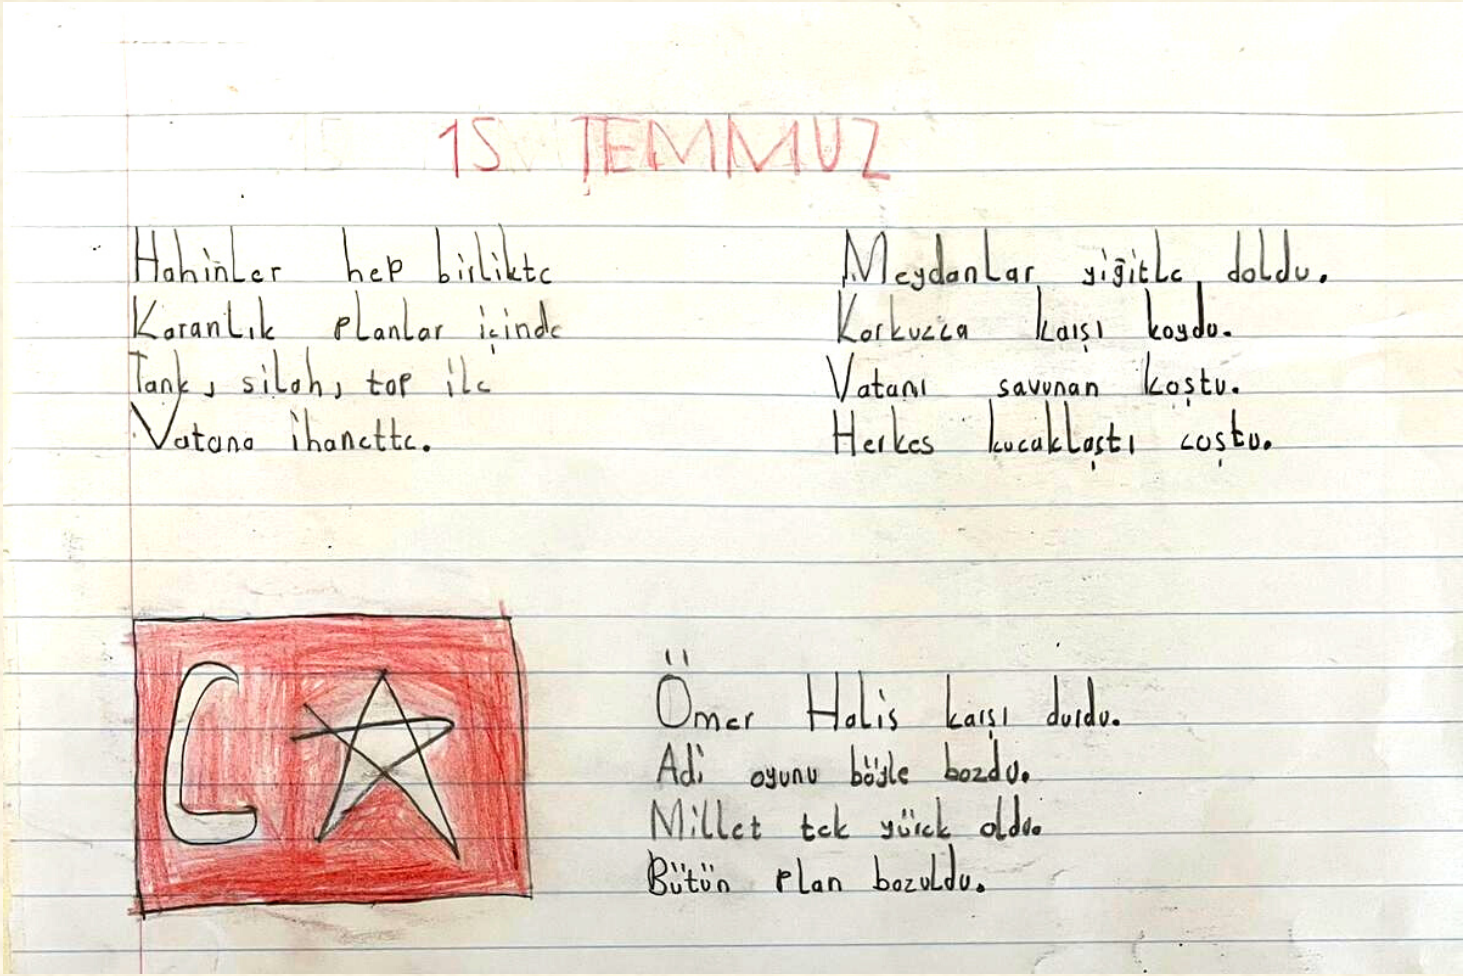 15 TEMMUZ
Hahinler hep birlikte
Karanlık planlar içinde
Tank, silah, top ile
Vatana ihanette.
Meydanlar yiğitle doldu.
Korkuzca karşı koydu.
Vatanı savunan koştu.
Herkes kucaklaştı coştu.
Ömer Halis karşı durdu.
Adi oyunu böyle bozdu.
Millet tek yürek oldu.
Bütün plan bozuldu.